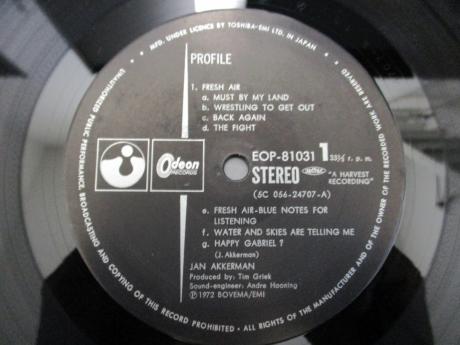 MFD. UNDER LICENCE BY TOSHIBA-EMI LTD. IN JAPAN
UNAUTHORIZED PUBLIC PERFORMANCE, BROADCASTING AND COPYING OF THIS RECORD PROHIBITED • ALL RIGHTS OF THE MANUFACTURER AND OF THE OWNER OF THE RECORDED WORK ARE RESERVED
PROFILE
1. FRESH AIR
a. MUST BY MY LAND
b. WRESTLING TO GET OUT
c. BACK AGAIN
d. THE FIGHT
Odeon
RECORDS
EOP-81031 1 33⅓ r. p. m.
STEREO "A HARVEST
RECORDING"
(5C 056-24707-A)
e. FRESH AIR-BLUE NOTES FOR
LISTENING
f. WATER AND SKIES ARE TELLING ME
g. HAPPY GABRIEL ?
(J. Akkerman)
JAN AKKERMAN
Produced by: Tim Griek
Sound-engineer: Andre Hooning
Ⓟ 1972 BOVEMA/EMI